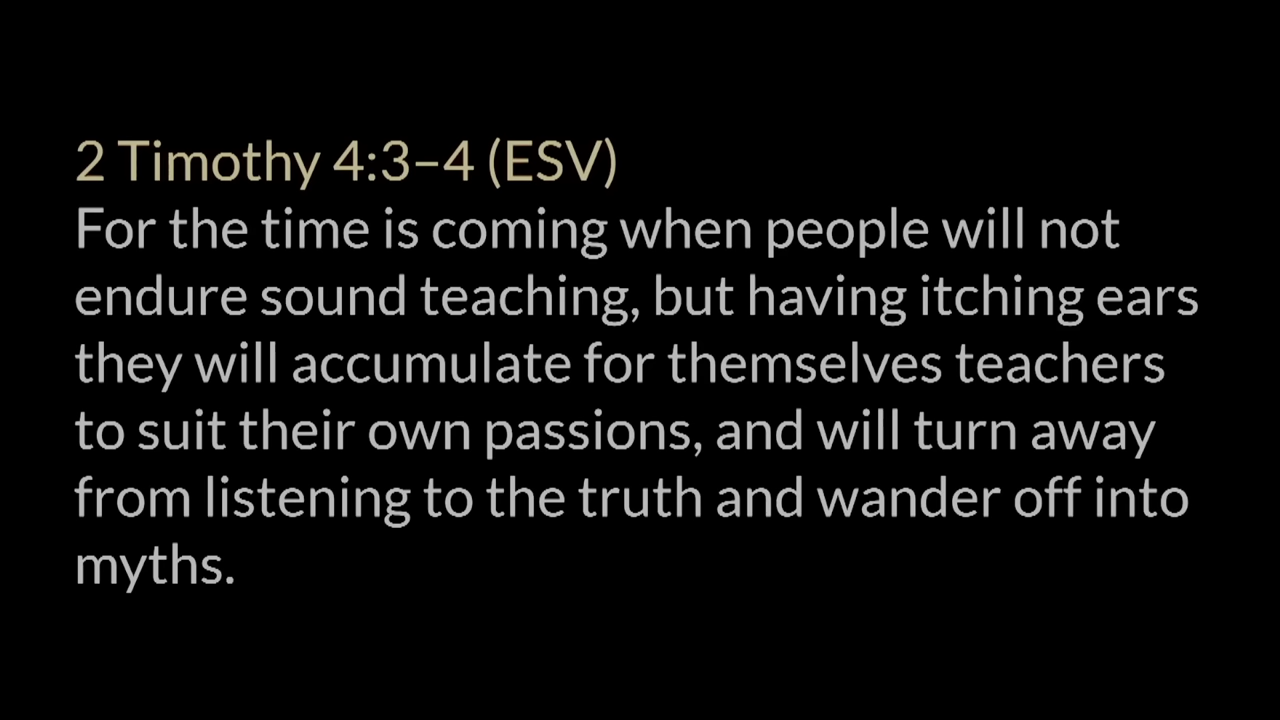 2 Timothy 4:3–4 (ESV)
For the time is coming when people will not
endure sound teaching, but having itching ears
they will accumulate for themselves teachers
to suit their own passions, and will turn away
from listening to the truth and wander off into
myths.